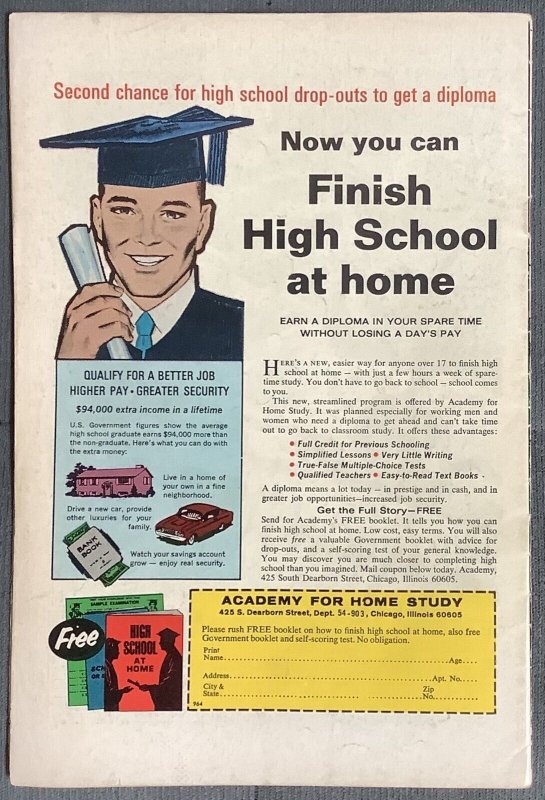 Second chance for high school drop-outs to get a diploma
Now you can
Finish
High School
at home
EARN A DIPLOMA IN YOUR SPARE TIME
WITHOUT LOSING A DAY'S PAY
QUALIFY FOR A BETTER JOB
HIGHER PAY • GREATER SECURITY
$94,000 extra income in a lifetime
U.S. Government figures show the average
high school graduate earns $94,000 more than
the non-graduate. Here's what you can do with
the extra money:
Live in a home of
your own in a fine
neighborhood.
Drive a new car, provide
other luxuries for your
family.
BANK
BOOK
Watch your savings account
grow — enjoy real security.
HERE'S A NEW, easier way for anyone over 17 to finish high
school at home — with just a few hours a week of spare-
time study. You don't have to go back to school — school comes
to you.
This new, streamlined program is offered by Academy for
Home Study. It was planned especially for working men and
women who need a diploma to get ahead and can't take time
out to go back to classroom study. It offers these advantages:
• Full Credit for Previous Schooling
• Simplified Lessons • Very Little Writing
• True-False Multiple-Choice Tests
• Qualified Teachers • Easy-to-Read Text Books
A diploma means a lot today — in prestige and in cash, and in
greater job opportunities—increased job security.
Get the Full Story—FREE
Send for Academy's FREE booklet. It tells you how you can
finish high school at home. Low cost, easy terms. You will also
receive free a valuable Government booklet with advice for
drop-outs, and a self-scoring test of your general knowledge.
You may discover you are much closer to completing high
school than you imagined. Mail coupon below today. Academy,
425 South Dearborn Street, Chicago, Illinois 60605.
Free
SAMPLE EXAMINATION
HIGH
SCHOOL
AT
HOME
ACADEMY FOR HOME STUDY
425 S. Dearborn Street, Dept. 54-903, Chicago, Illinois 60605
Please rush FREE booklet on how to finish high school at home, also free
Government booklet and self-scoring test. No obligation.
Print
Name Age
Address Apt. No.
City & Zip
State No.
964